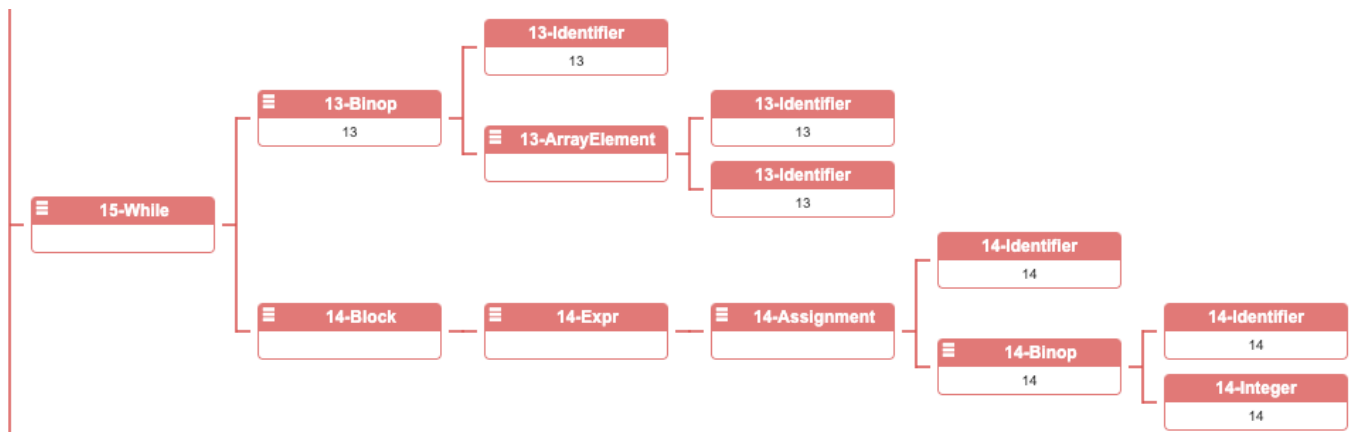 13-Identifier
13
13-Binop
13
13-Identifier
13
13-ArrayElement
13-Identifier
13
15-While
14-Identifier
14
14-Block
14-Expr
14-Assignment
14-Identifier
14
14-Binop
14
14-Integer
14